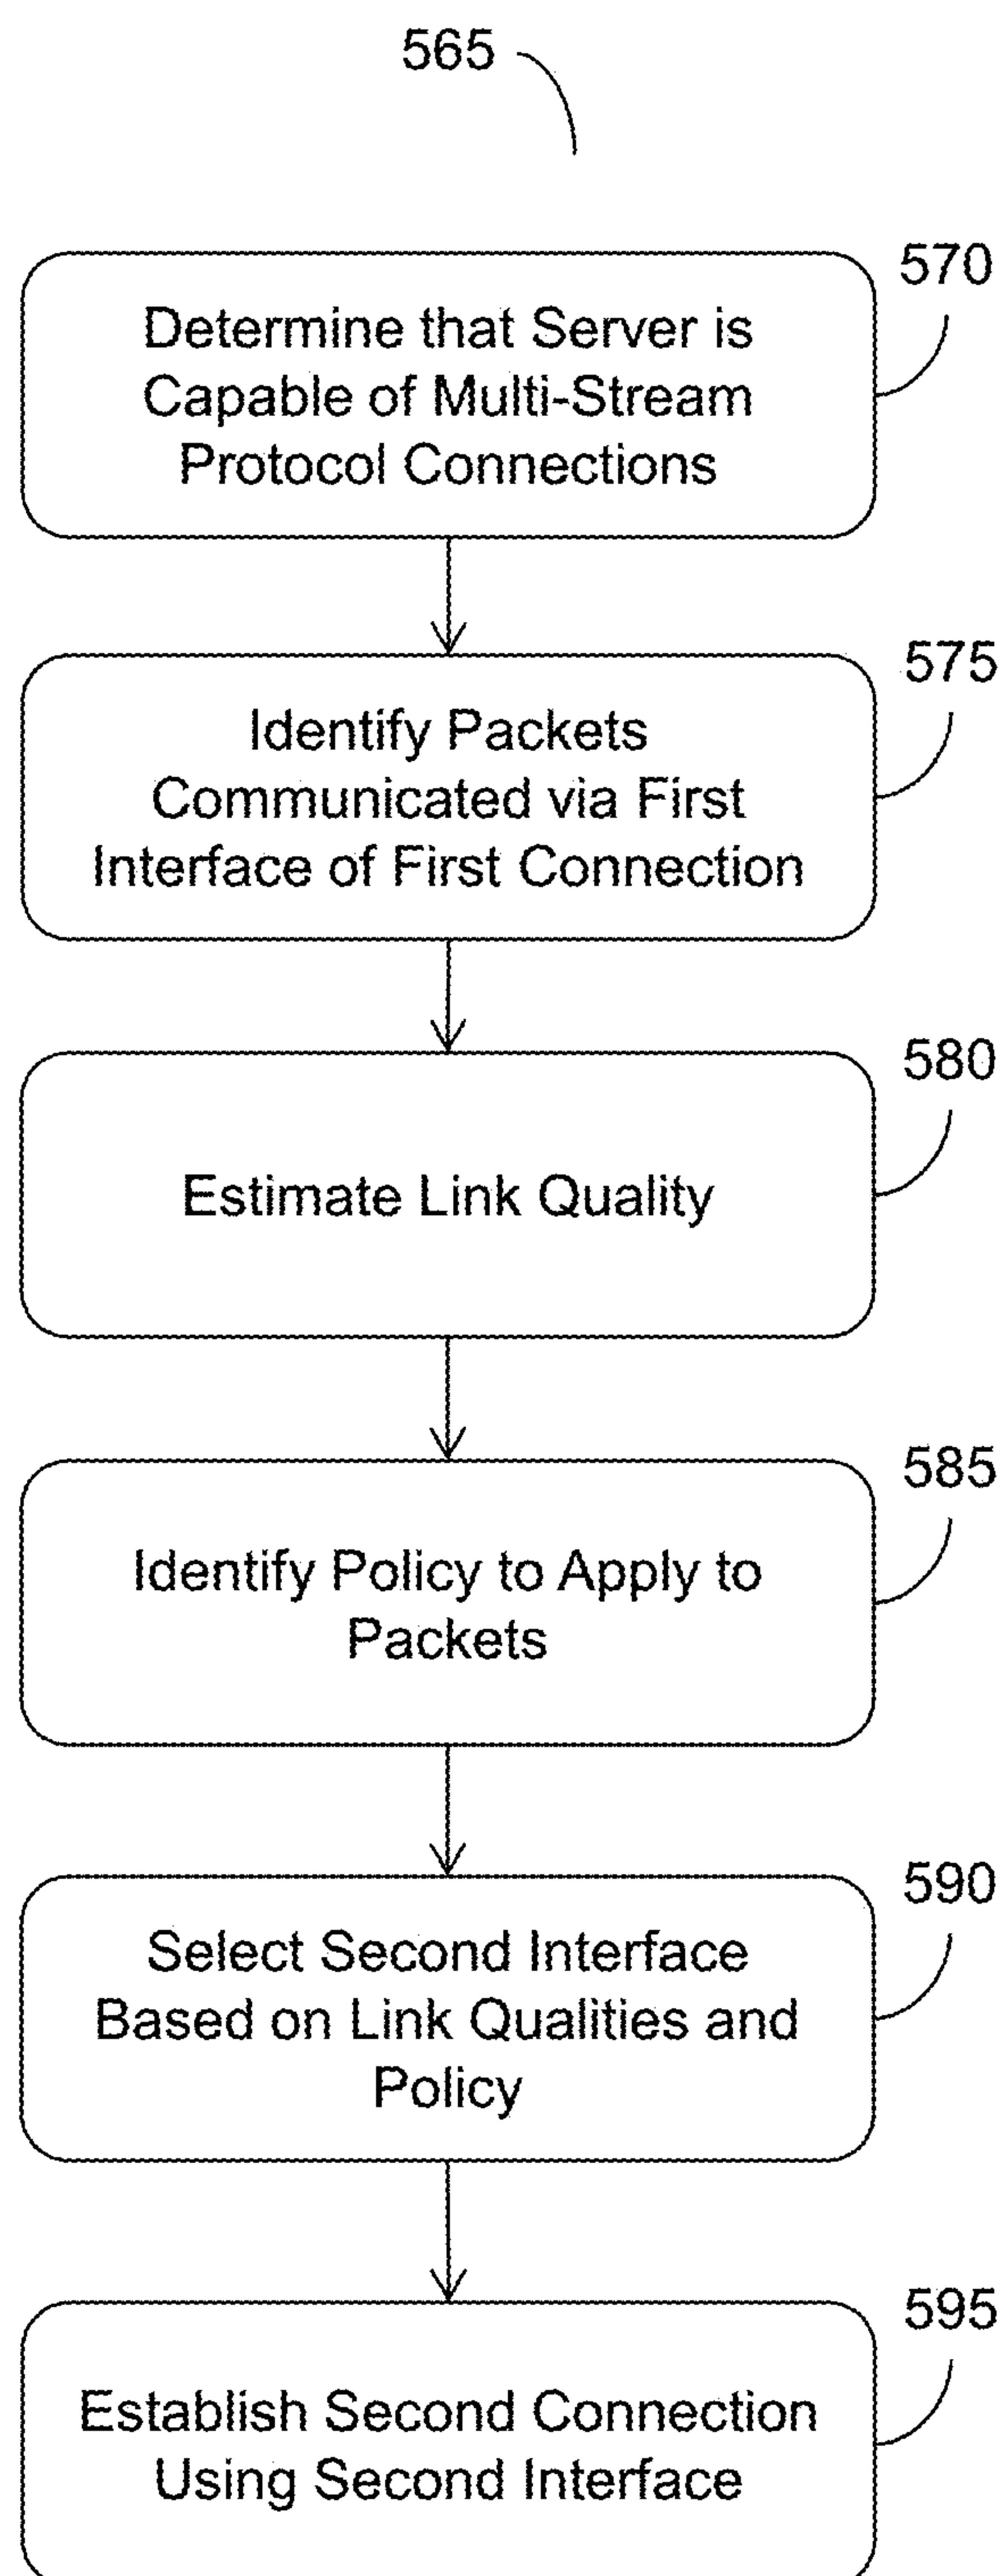 565
570
Determine that Server is
Capable of Multi-Stream
Protocol Connections
575
Identify Packets
Communicated via First
Interface of First Connection
580
Estimate Link Quality
585
Identify Policy to Apply to
Packets
590
Select Second Interface
Based on Link Qualities and
Policy
595
Establish Second Connection
Using Second Interface